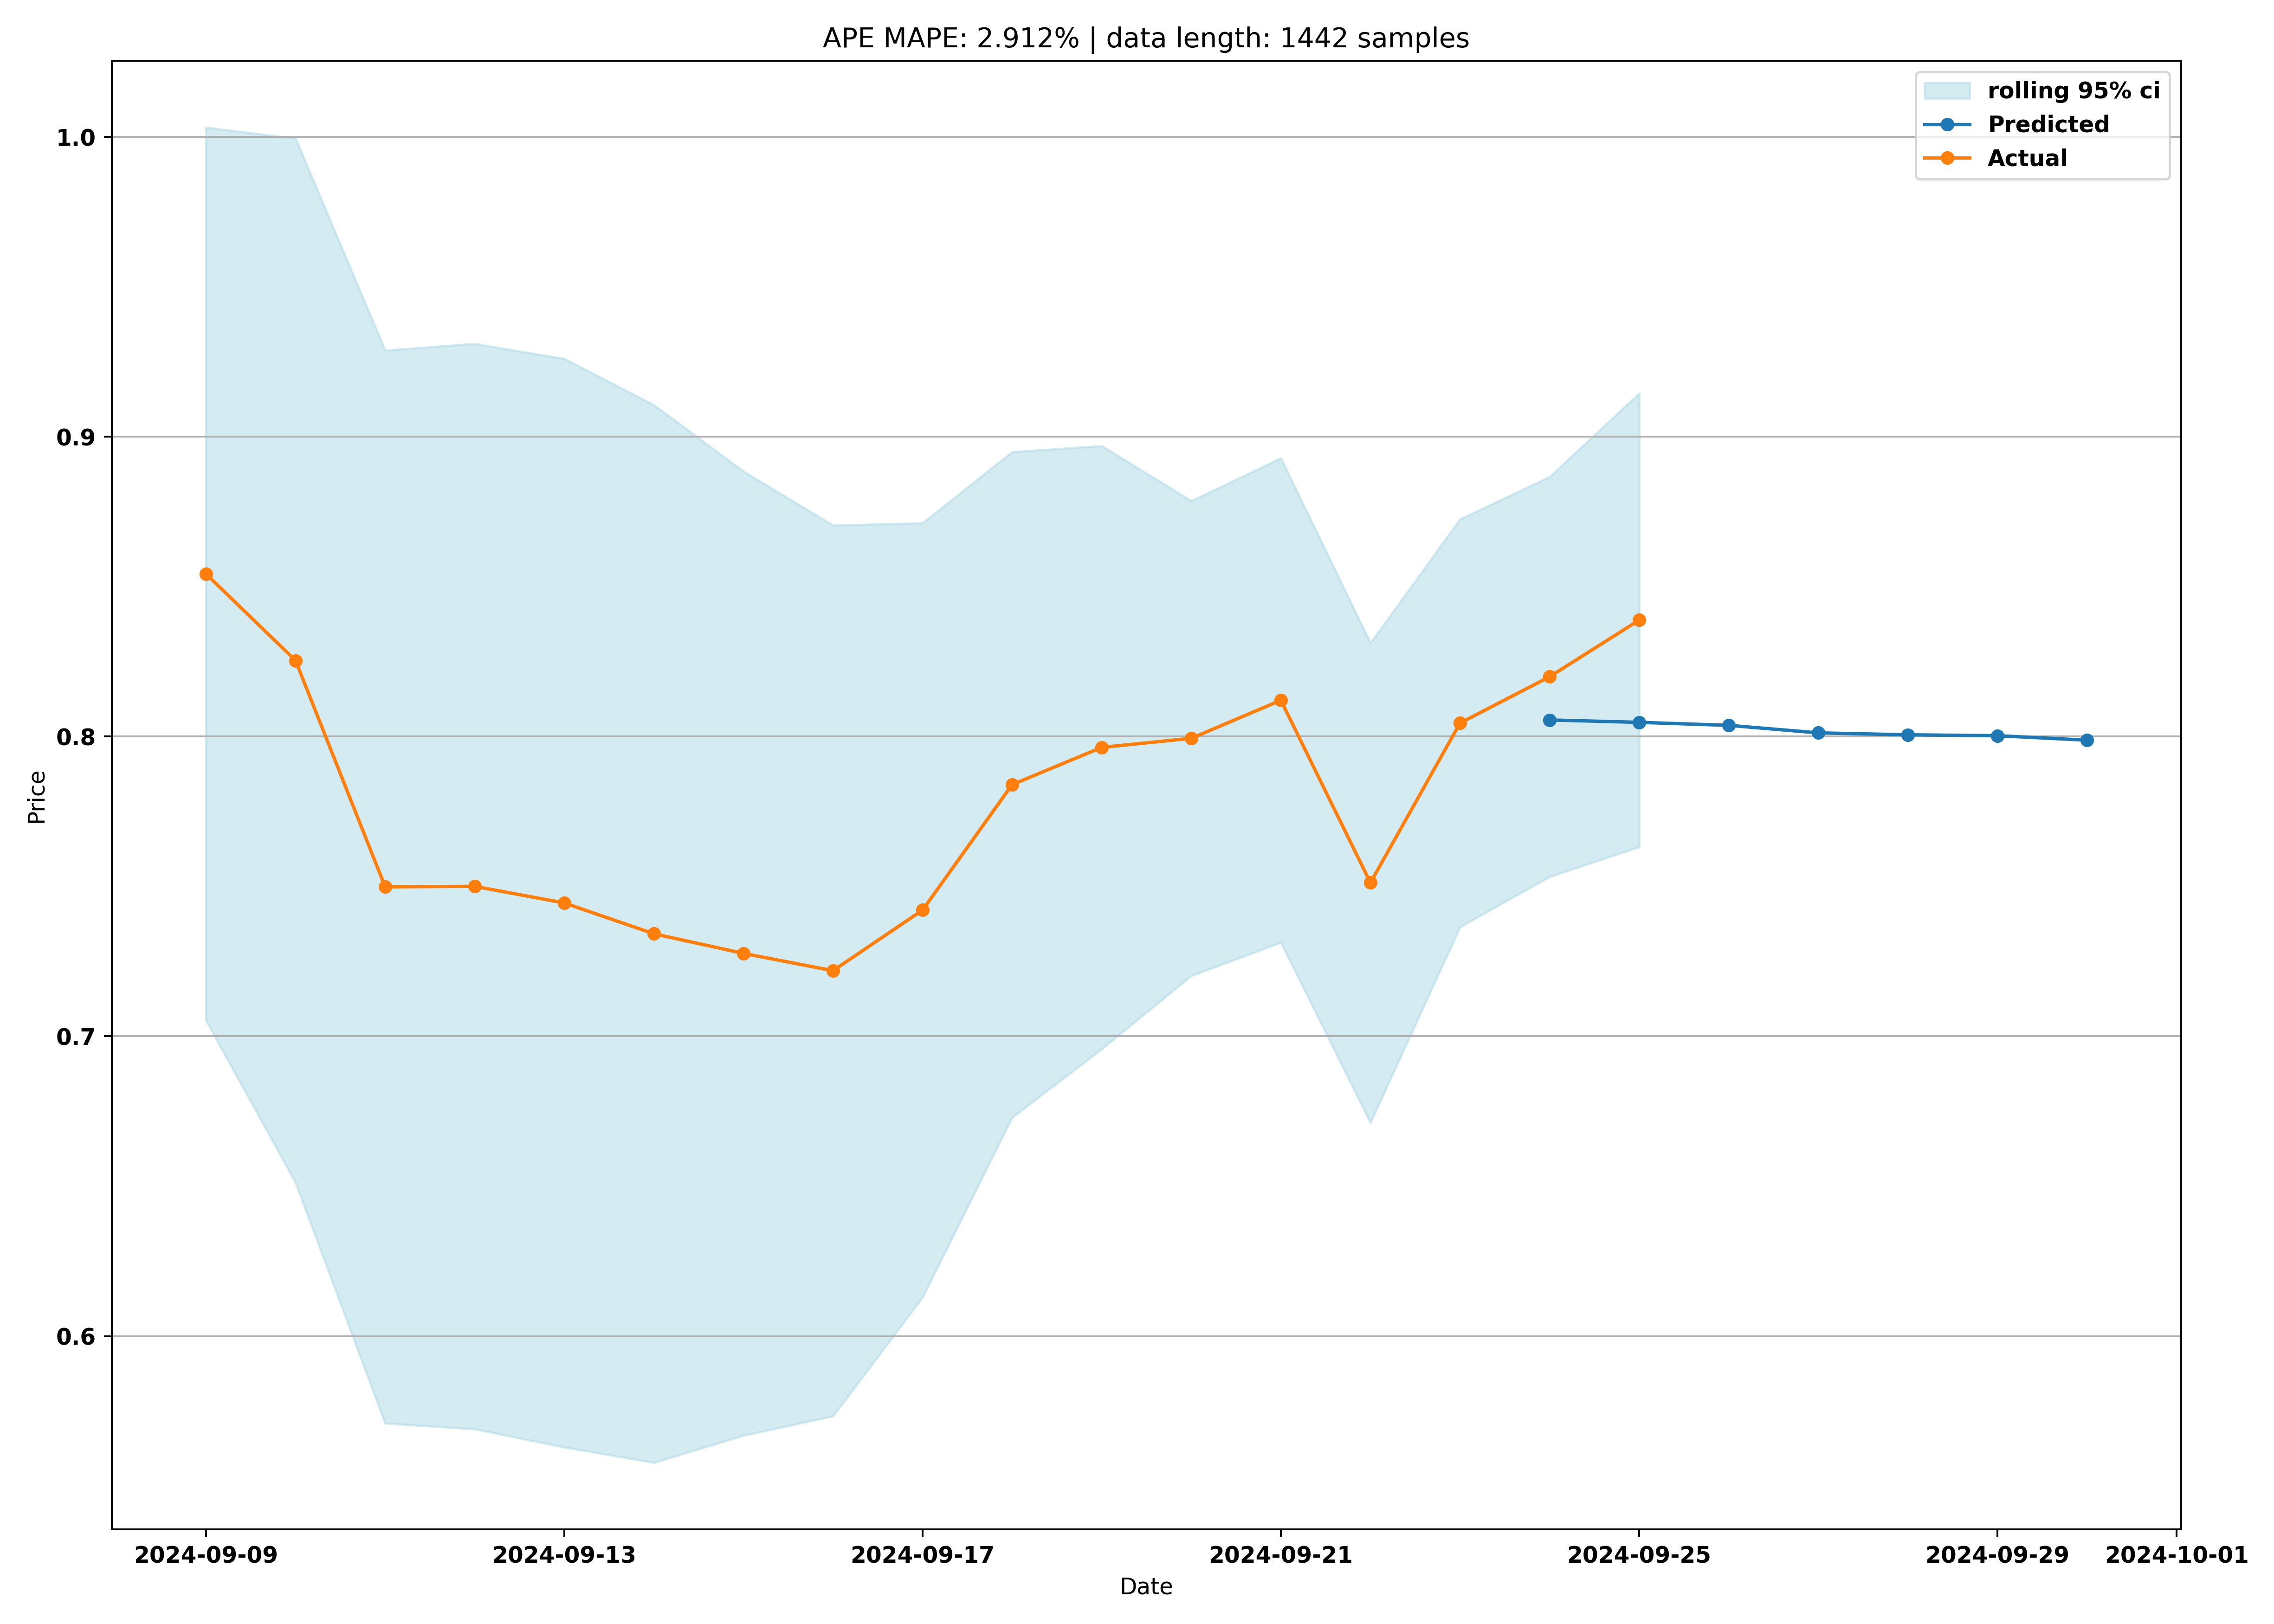 APE MAPE: 2.912% | data length: 1442 samples
rolling 95% ci
Predicted
Actual
1.0
0.9
0.8
0.7
0.6
Price
2024-09-09
2024-09-13
2024-09-17
2024-09-21
2024-09-25
2024-09-29
2024-10-01
Date